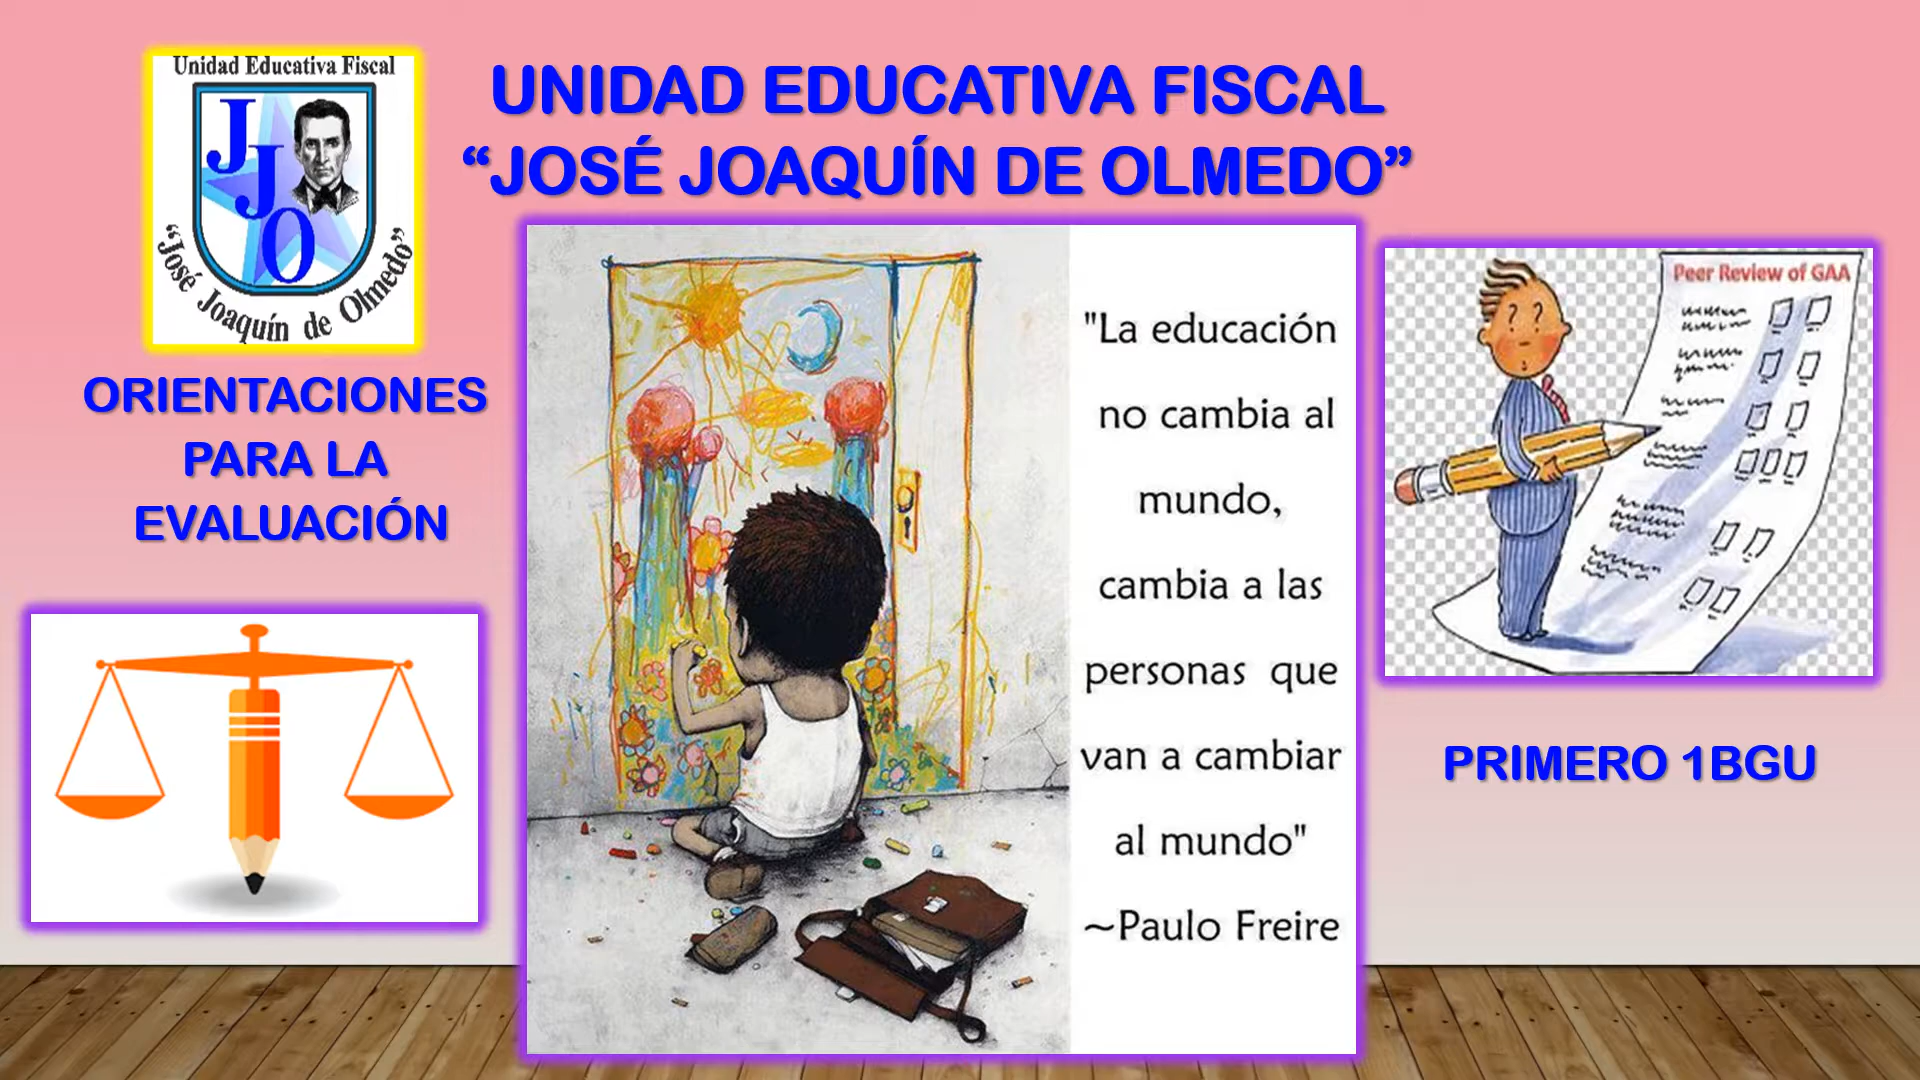 Unidad Educativa Fiscal
JJO
"José Joaquín de Olmedo"
UNIDAD EDUCATIVA FISCAL
“JOSÉ JOAQUÍN DE OLMEDO”
ORIENTACIONES
PARA LA
EVALUACIÓN
"La educación
no cambia al
mundo,
cambia a las
personas que
van a cambiar
al mundo"
~Paulo Freire
Peer Review of GAA
? ?
PRIMERO 1BGU